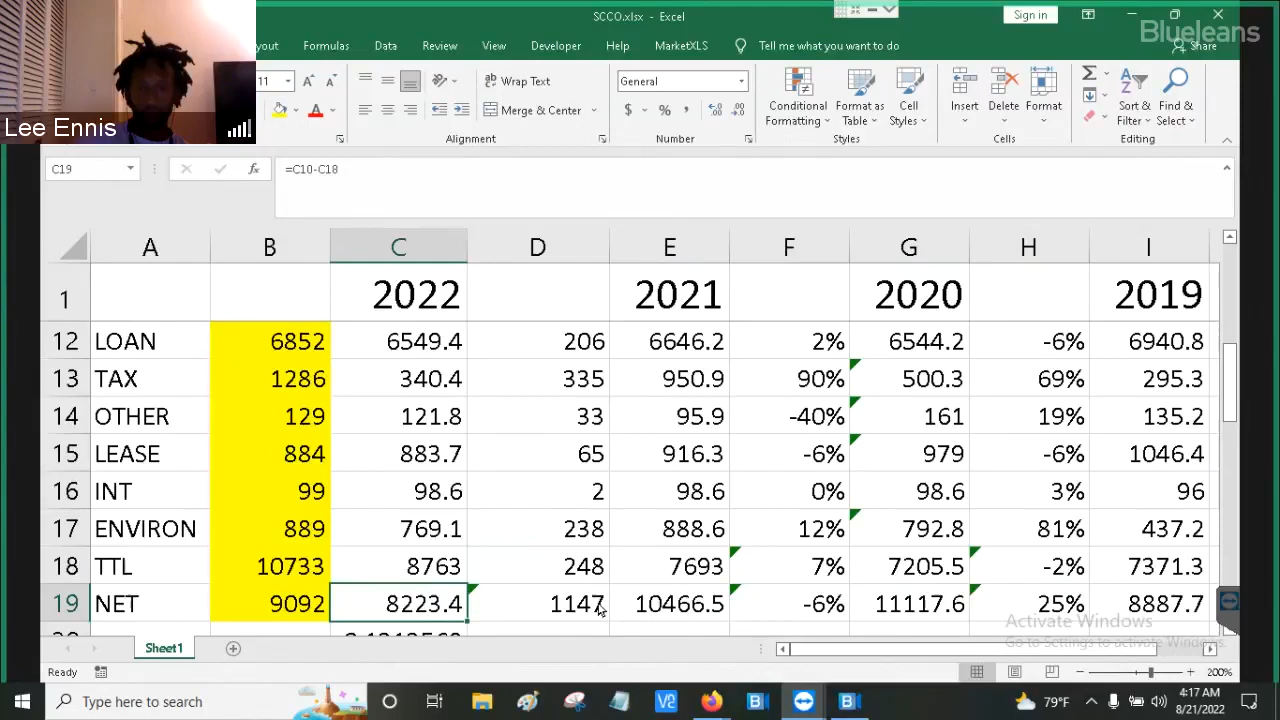 SCCO.xlsx - Excel
Sign in
BlueJeans
yout Formulas Data Review View Developer Help MarketXLS Tell me what you want to do Share
11 Wrap Text General
Merge & Center $ % Conditional Formatting Format as Table Cell Styles Insert Delete Format Sort & Filter Find & Select
Lee Ennis
Alignment Number Styles Cells Editing
C19 fx =C10-C18
A B C D E F G H I
1 2022 2021 2020 2019
12 LOAN 6852 6549.4 206 6646.2 2% 6544.2 -6% 6940.8
13 TAX 1286 340.4 335 950.9 90% 500.3 69% 295.3
14 OTHER 129 121.8 33 95.9 -40% 161 19% 135.2
15 LEASE 884 883.7 65 916.3 -6% 979 -6% 1046.4
16 INT 99 98.6 2 98.6 0% 98.6 3% 96
17 ENVIRON 889 769.1 238 888.6 12% 792.8 81% 437.2
18 TTL 10733 8763 248 7693 7% 7205.5 -2% 7371.3
19 NET 9092 8223.4 1147 10466.5 -6% 11117.6 25% 8887.7
Activate Windows
Go to Settings to activate Windows.
Sheet1
Ready 200%
Type here to search 79°F 4:17 AM
8/21/2022